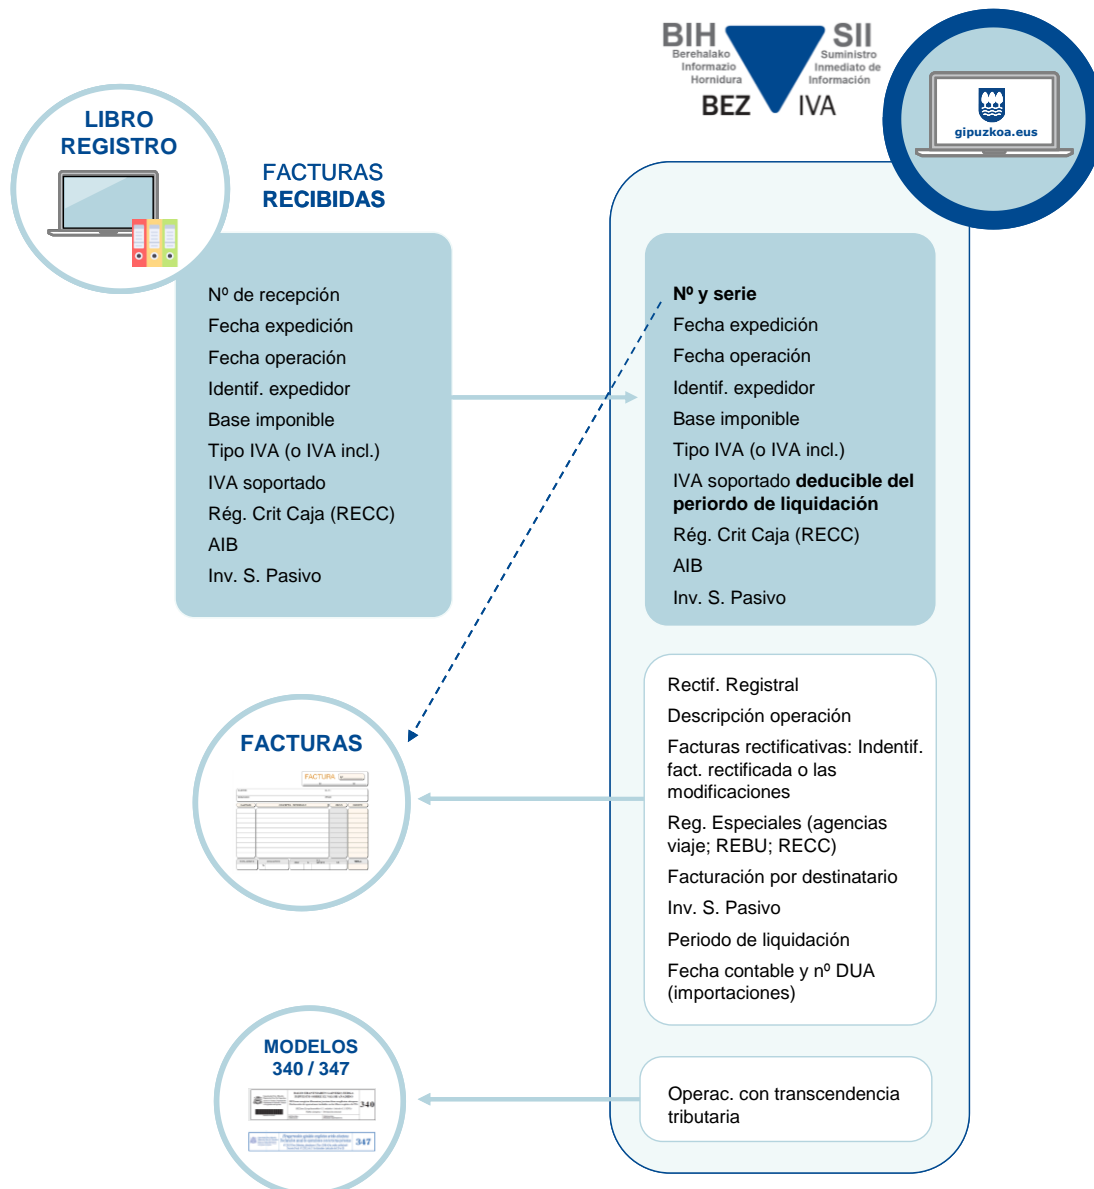 BIH
Berehalako
Informazio
Hornidura
BEZ
SII
Suministro
Inmediato de
Información
IVA
gipuzkoa.eus
LIBRO
REGISTRO
FACTURAS
RECIBIDAS
Nº de recepción
Fecha expedición
Fecha operación
Identif. expedidor
Base imponible
Tipo IVA (o IVA incl.)
IVA soportado
Rég. Crit Caja (RECC)
AIB
Inv. S. Pasivo
Nº y serie
Fecha expedición
Fecha operación
Identif. expedidor
Base imponible
Tipo IVA (o IVA incl.)
IVA soportado deducible del
periordo de liquidación
Rég. Crit Caja (RECC)
AIB
Inv. S. Pasivo
FACTURAS
FACTURA
Rectif. Registral
Descripción operación
Facturas rectificativas: Indentif.
fact. rectificada o las
modificaciones
Reg. Especiales (agencias
viaje; REBU; RECC)
Facturación por destinatario
Inv. S. Pasivo
Periodo de liquidación
Fecha contable y nº DUA
(importaciones)
MODELOS
340 / 347
340
347
Operac. con transcendencia
tributaria